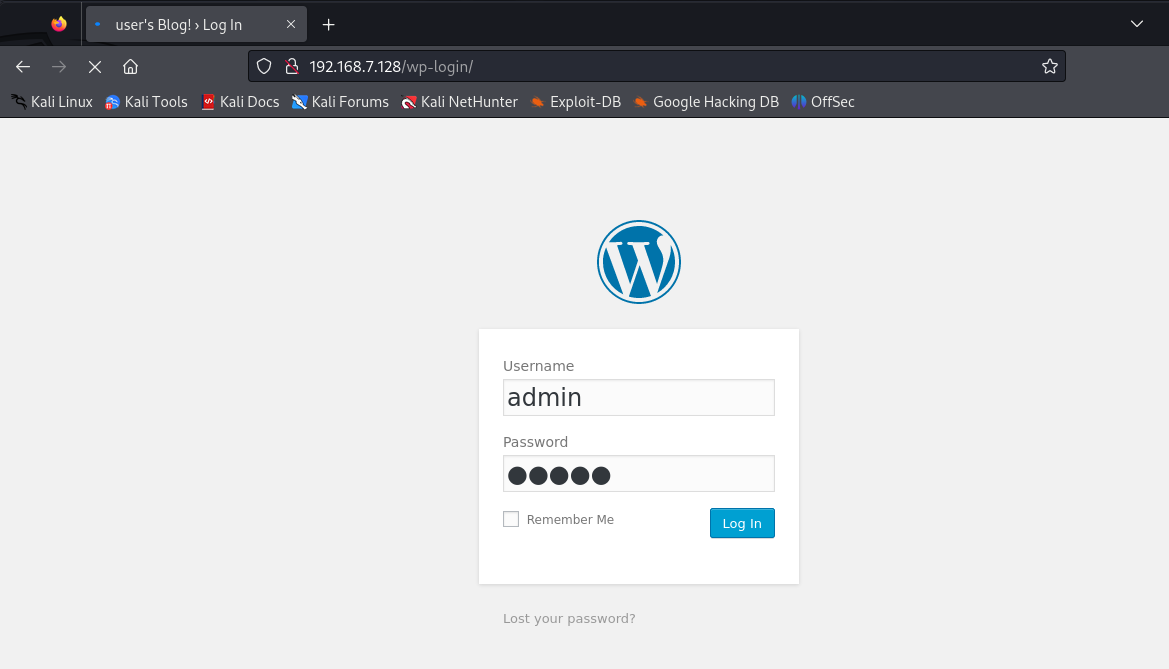 user's Blog! › Log In
192.168.7.128/wp-login/
Kali Linux Kali Tools Kali Docs Kali Forums Kali NetHunter Exploit-DB Google Hacking DB OffSec
Username
admin
Password
Remember Me Log In
Lost your password?